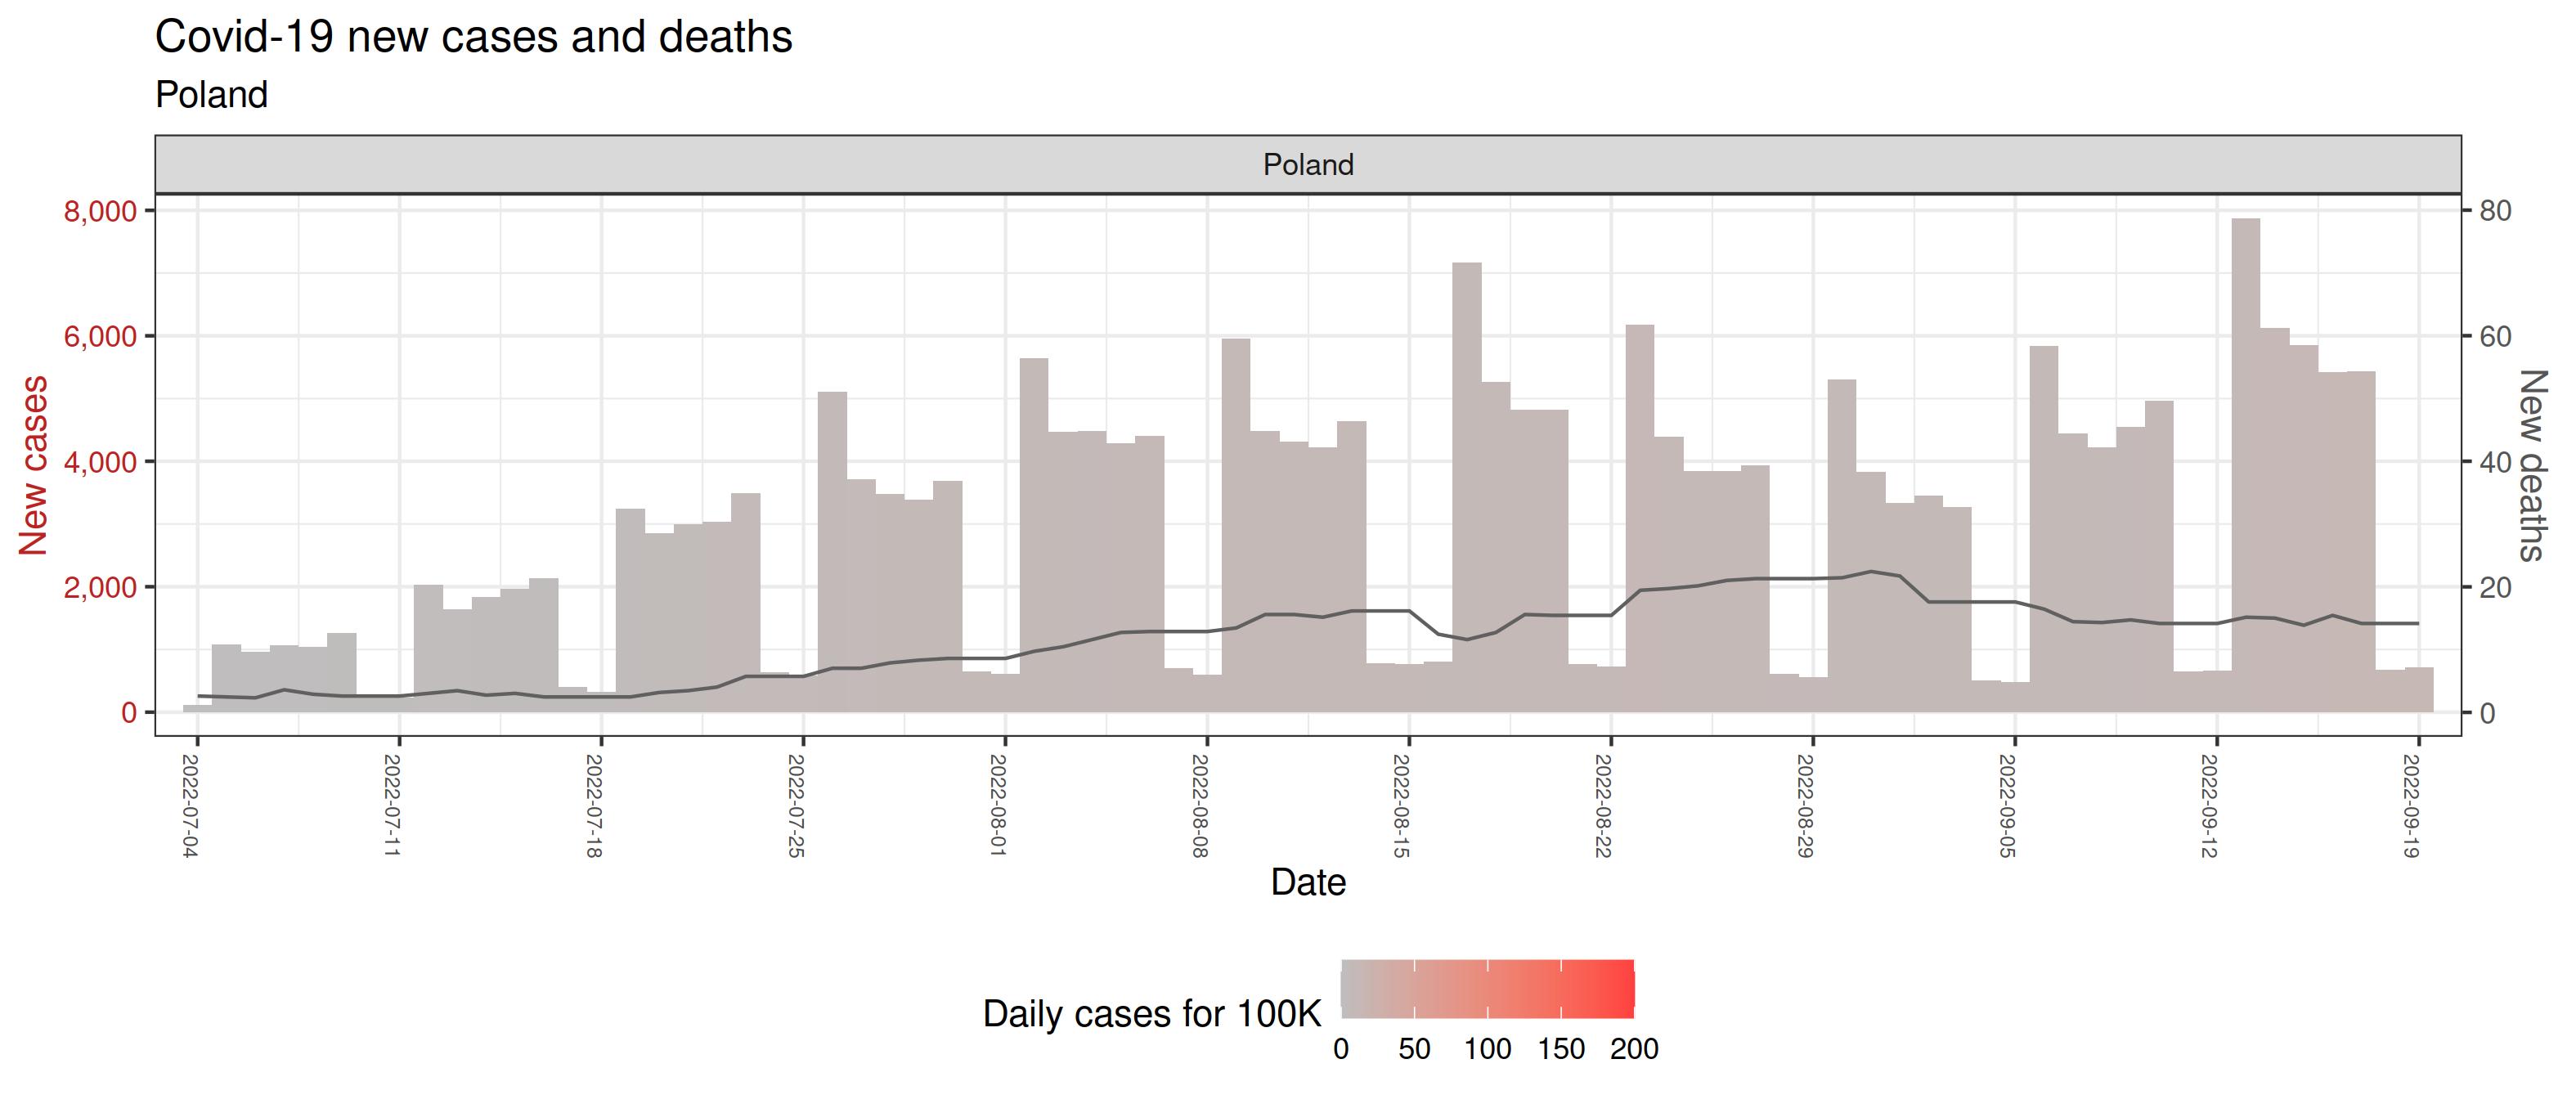 Covid-19 new cases and deaths
Poland
Poland
New cases
8,000
6,000
4,000
2,000
0
80
60
40
20
0
New deaths
2022-07-04
2022-07-11
2022-07-18
2022-07-25
2022-08-01
2022-08-08
2022-08-15
2022-08-22
2022-08-29
2022-09-05
2022-09-12
2022-09-19
Date
Daily cases for 100K
0 50 100 150 200